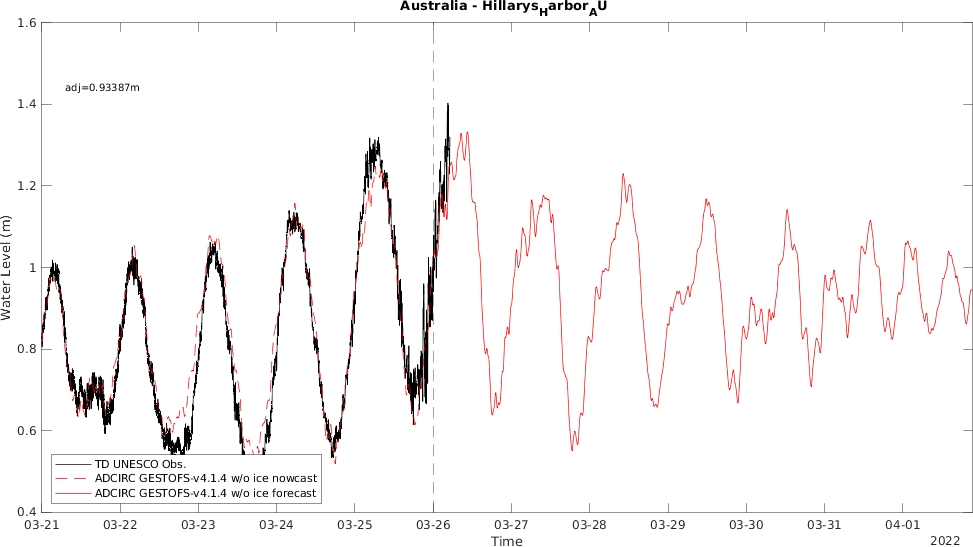 Australia - HillarysHarborAU
adj=0.93387m
Water Level (m)
1.6
1.4
1.2
1
0.8
0.6
0.4
TD UNESCO Obs.
ADCIRC GESTOFS-v4.1.4 w/o ice nowcast
ADCIRC GESTOFS-v4.1.4 w/o ice forecast
03-21 03-22 03-23 03-24 03-25 03-26 03-27 03-28 03-29 03-30 03-31 04-01
Time
2022